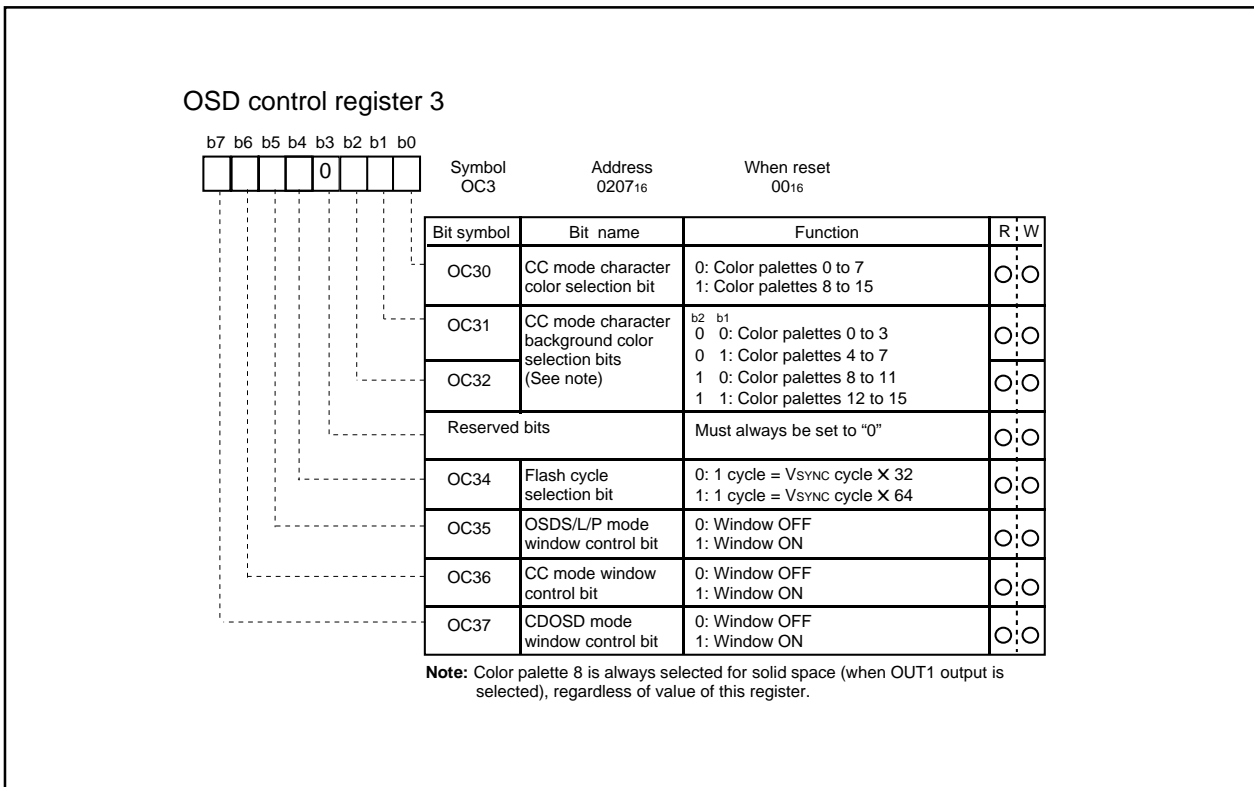 OSD control register 3
b7 b6 b5 b4 b3 b2 b1 b0
0
Symbol Address When reset
OC3 0207₁₆ 00₁₆
Bit symbol Bit name Function R W
OC30 CC mode character color selection bit 0: Color palettes 0 to 7
1: Color palettes 8 to 15
OC31 CC mode character
background color
selection bits
(See note)
b2 b1
0 0: Color palettes 0 to 3
0 1: Color palettes 4 to 7
OC32 1 0: Color palettes 8 to 11
1 1: Color palettes 12 to 15
Reserved bits Must always be set to “0”
OC34 Flash cycle
selection bit
0: 1 cycle = VSYNC cycle X 32
1: 1 cycle = VSYNC cycle X 64
OC35 OSDS/L/P mode
window control bit
0: Window OFF
1: Window ON
OC36 CC mode window
control bit
0: Window OFF
1: Window ON
OC37 CDOSD mode
window control bit
0: Window OFF
1: Window ON
Note: Color palette 8 is always selected for solid space (when OUT1 output is
selected), regardless of value of this register.